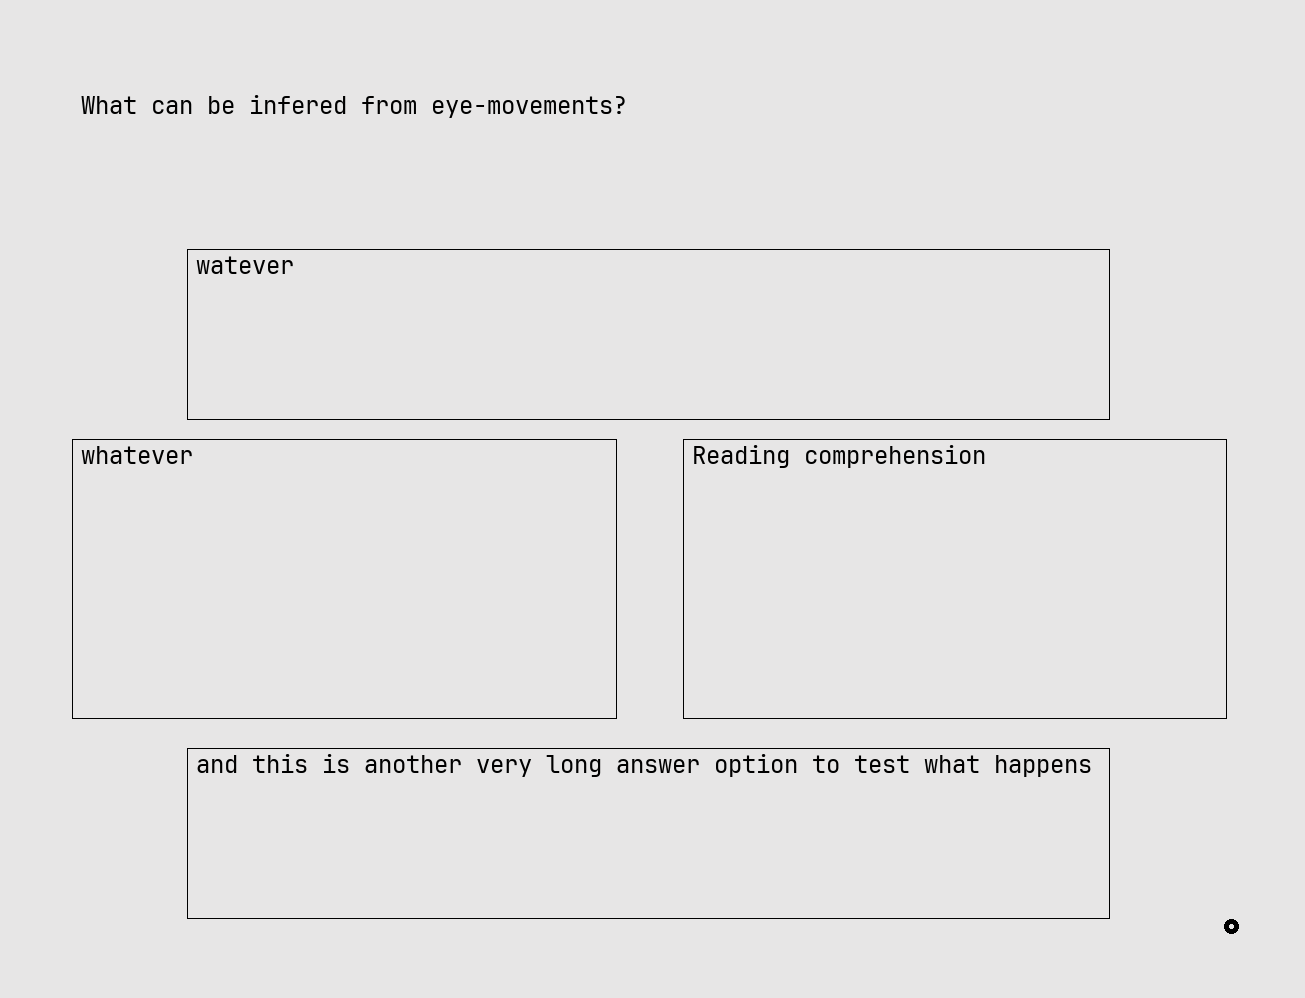 What can be infered from eye-movements?
watever
whatever
Reading comprehension
and this is another very long answer option to test what happens